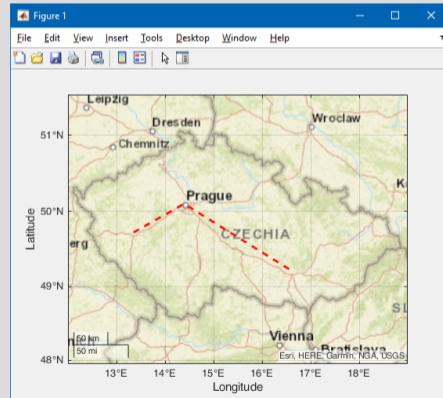 Figure 1
File Edit View Insert Tools Desktop Window Help
Leipzig
Dresden
Wroclaw
51°N
Chemnitz
Prague
50°N
CZECHIA
erg
Latitude
49°N
50 km
50 mi
Vienna
Bratislava
Esri, HERE, Garmin, NGA, USGS
48°N
13°E 14°E 15°E 16°E 17°E 18°E
Longitude